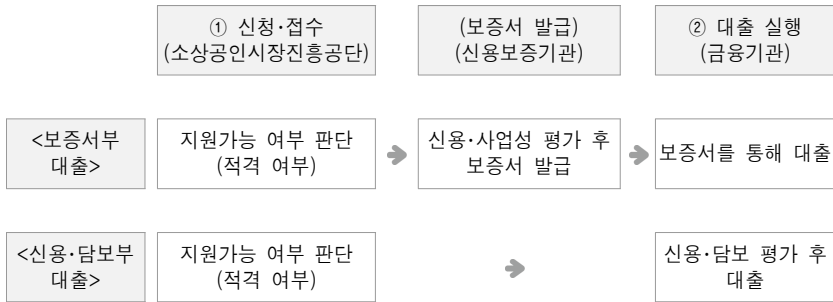 ① 신청·접수
(소상공인시장진흥공단)
(보증서 발급)
(신용보증기관)
② 대출 실행
(금융기관)
<보증서부
대출>
지원가능 여부 판단
(적격 여부)
신용·사업성 평가 후
보증서 발급
보증서를 통해 대출
<신용·담보부
대출>
지원가능 여부 판단
(적격 여부)
신용·담보 평가 후
대출